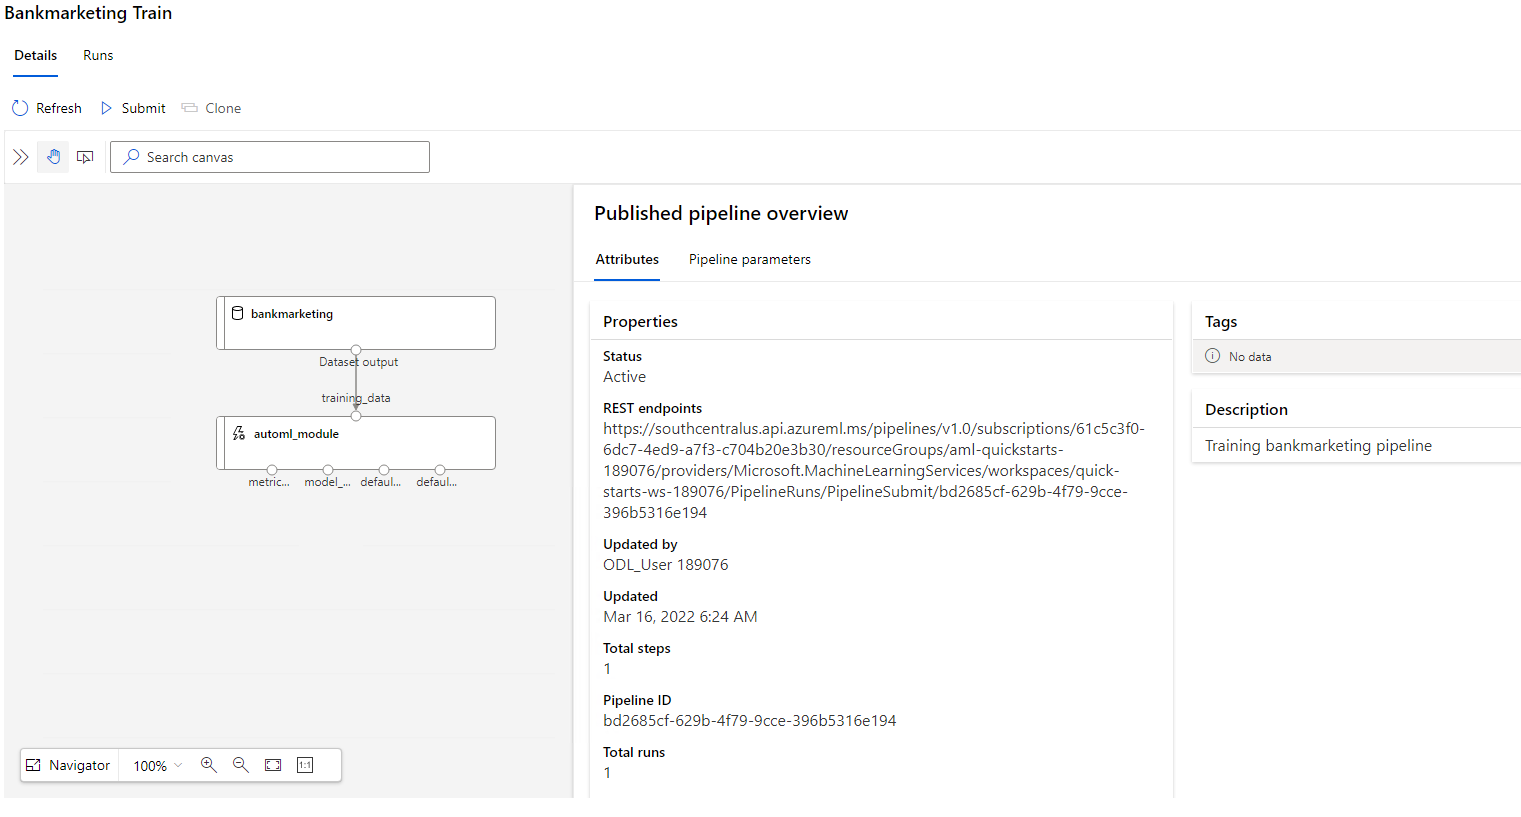 Bankmarketing Train
Details Runs
Refresh Submit Clone
Search canvas
bankmarketing
Dataset output
training_data
automl_module
metric... model_... defaul... defaul...
Navigator 100% 1:1
Published pipeline overview
Attributes Pipeline parameters
Properties
Status
Active
REST endpoints
https://southcentralus.api.azureml.ms/pipelines/v1.0/subscriptions/61c5c3f0-
6dc7-4ed9-a7f3-c704b20e3b30/resourceGroups/aml-quickstarts-
189076/providers/Microsoft.MachineLearningServices/workspaces/quick-
starts-ws-189076/PipelineRuns/PipelineSubmit/bd2685cf-629b-4f79-9cce-
396b5316e194
Updated by
ODL_User 189076
Updated
Mar 16, 2022 6:24 AM
Total steps
1
Pipeline ID
bd2685cf-629b-4f79-9cce-396b5316e194
Total runs
1
Tags
No data
Description
Training bankmarketing pipeline